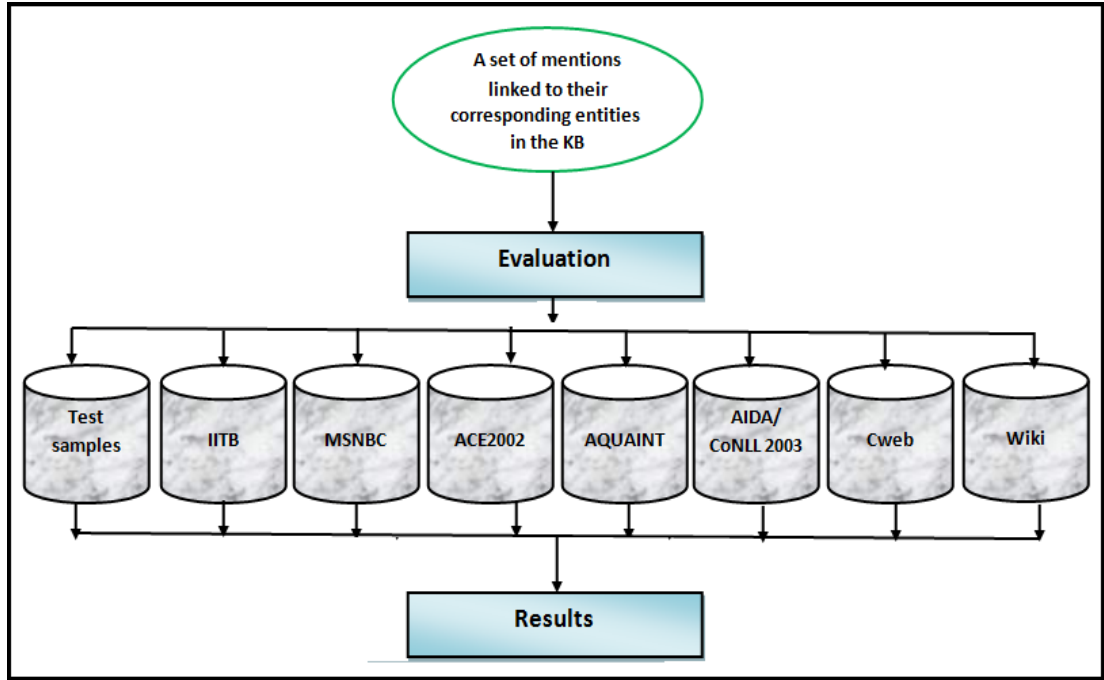 A set of mentions
linked to their
corresponding entities
in the KB
Evaluation
Test
samples
IITB
MSNBC
ACE2002
AQUAINT
AIDA/
CoNLL 2003
Cweb
Wiki
Results